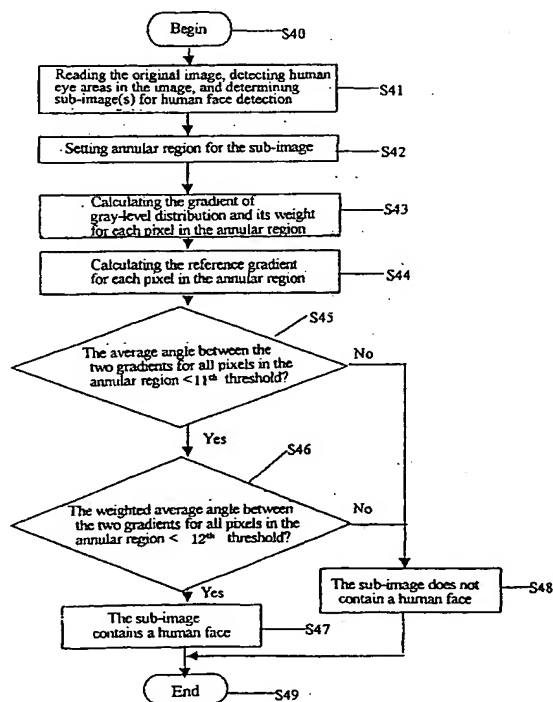 Begin
S40
Reading the original image, detecting human
eye areas in the image, and determining
sub-image(s) for human face detection
S41
Setting annular region for the sub-image
S42
Calculating the gradient of
gray-level distribution and its weight
for each pixel in the annular region
S43
Calculating the reference gradient
for each pixel in the annular region
S44
S45
The average angle between the
two gradients for all pixels in the
annular region < 11th threshold?
No
Yes
S46
The weighted average angle between
the two gradients for all pixels in the
annular region < 12th threshold?
No
Yes
The sub-image does not
contain a human face
S48
The sub-image
contains a human face
S47
End
S49